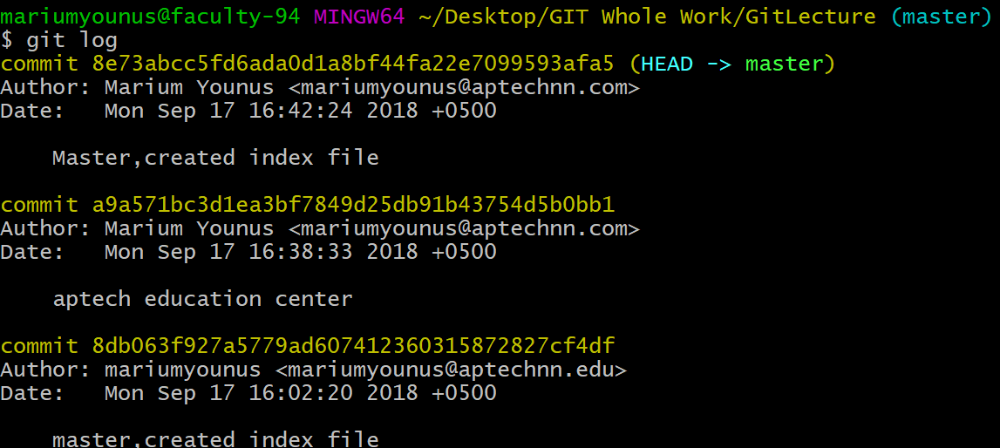 mariumyounus@faculty-94 MINGW64 ~/Desktop/GIT Whole Work/GitLecture (master)
$ git log
commit 8e73abcc5fd6ada0d1a8bf44fa22e7099593afa5 (HEAD -> master)
Author: Marium Younus <mariumyounus@aptechnn.com>
Date:   Mon Sep 17 16:42:24 2018 +0500
    Master,created index file
commit a9a571bc3d1ea3bf7849d25db91b43754d5b0bb1
Author: Marium Younus <mariumyounus@aptechnn.com>
Date:   Mon Sep 17 16:38:33 2018 +0500
    aptech education center
commit 8db063f927a5779ad607412360315872827cf4df
Author: mariumyounus <mariumyounus@aptechnn.edu>
Date:   Mon Sep 17 16:02:20 2018 +0500
    master,created index file